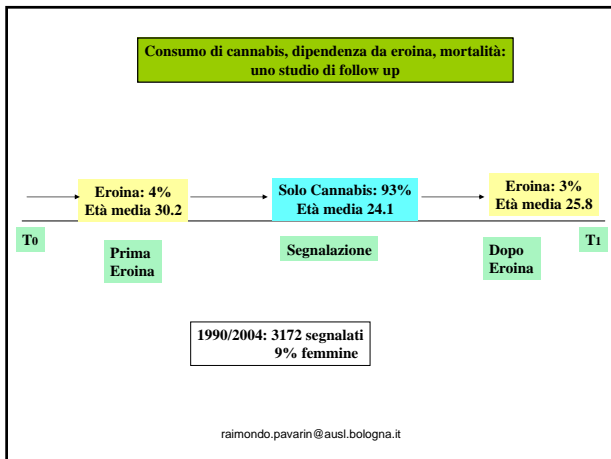 Consumo di cannabis, dipendenza da eroina, mortalità:
uno studio di follow up
Eroina: 4%
Età media 30.2
Solo Cannabis: 93%
Età media 24.1
Eroina: 3%
Età media 25.8
T0
Prima
Eroina
Segnalazione
Dopo
Eroina
T1
1990/2004: 3172 segnalati
9% femmine
raimondo.pavarin@ausl.bologna.it